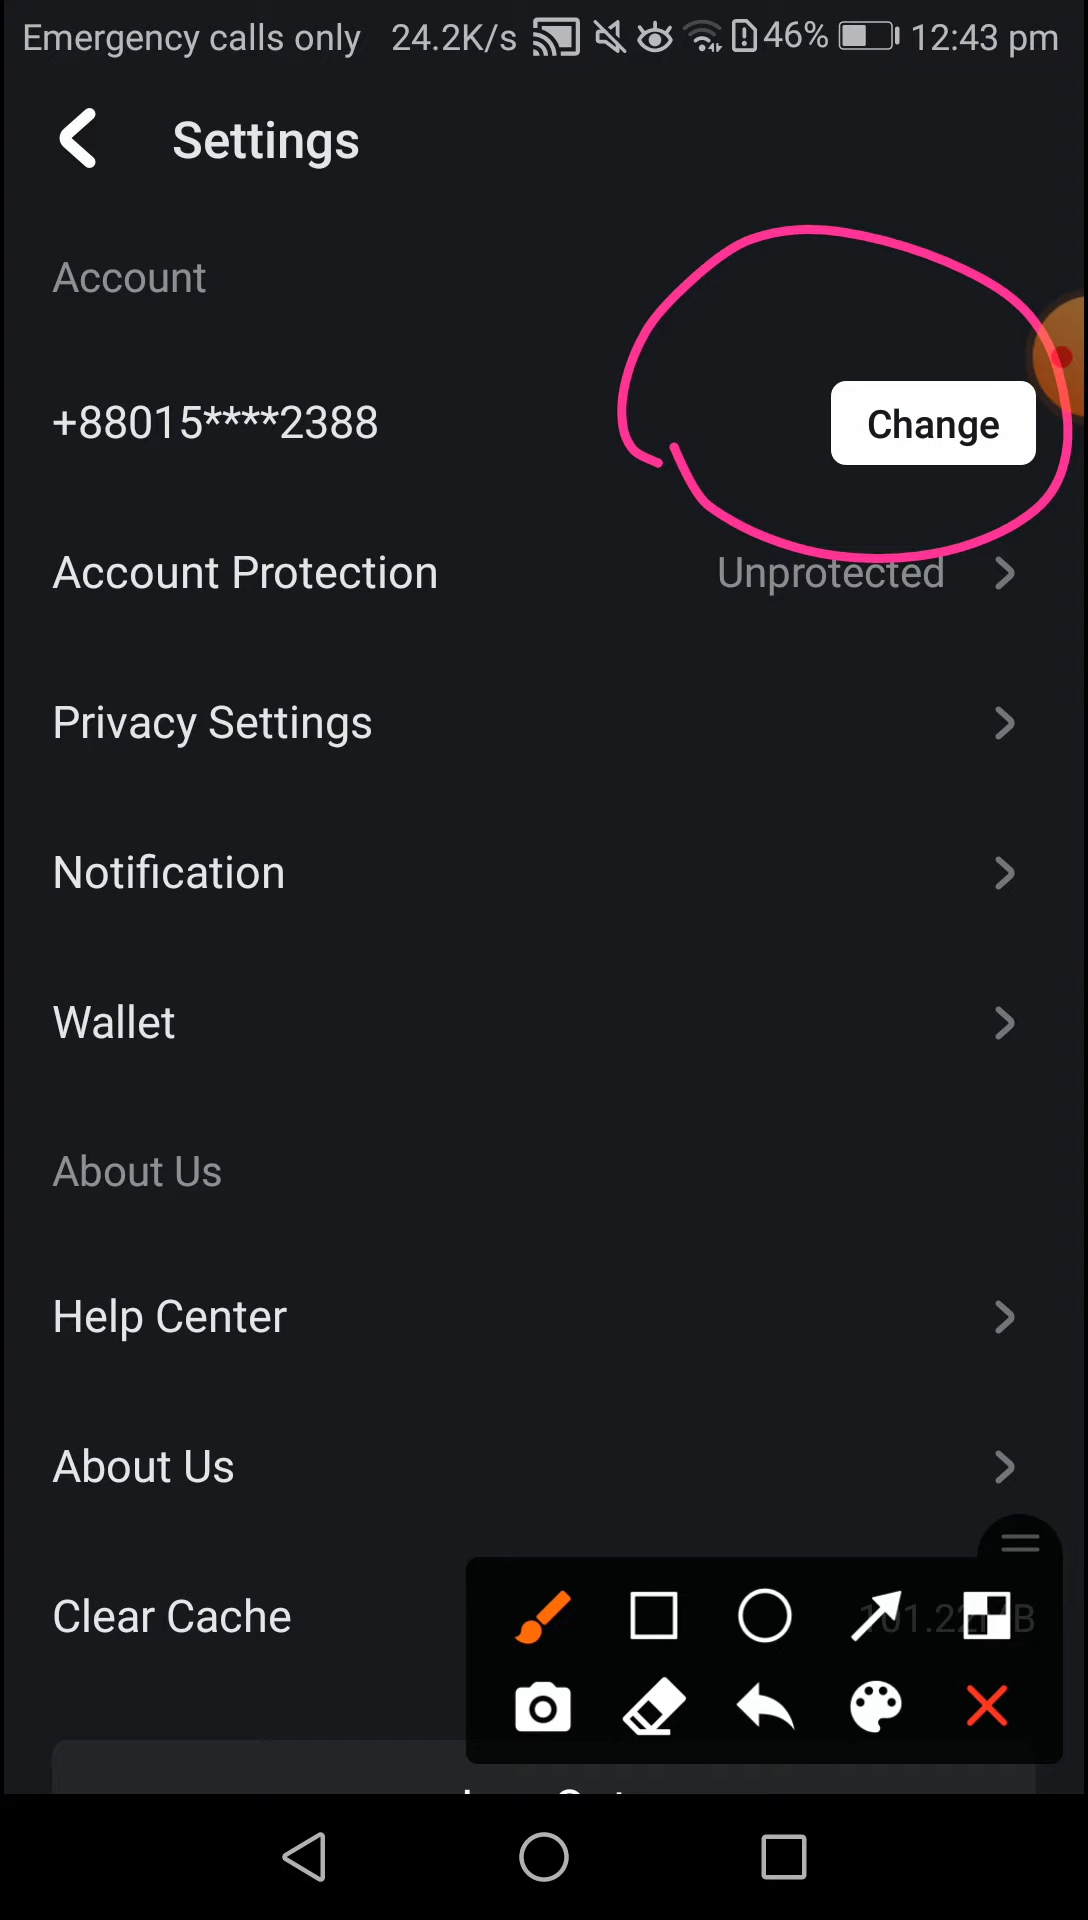 Emergency calls only 24.2K/s 46% 12:43 pm
Settings
Account
+88015****2388 Change
Account Protection Unprotected
Privacy Settings
Notification
Wallet
About Us
Help Center
About Us
Clear Cache